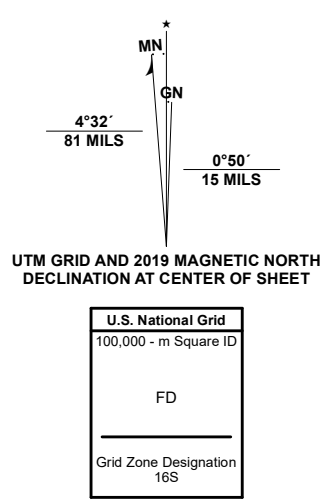 MN
GN
4°32´
81 MILS
0°50´
15 MILS
UTM GRID AND 2019 MAGNETIC NORTH
DECLINATION AT CENTER OF SHEET
U.S. National Grid
100,000 - m Square ID
FD
Grid Zone Designation
16S